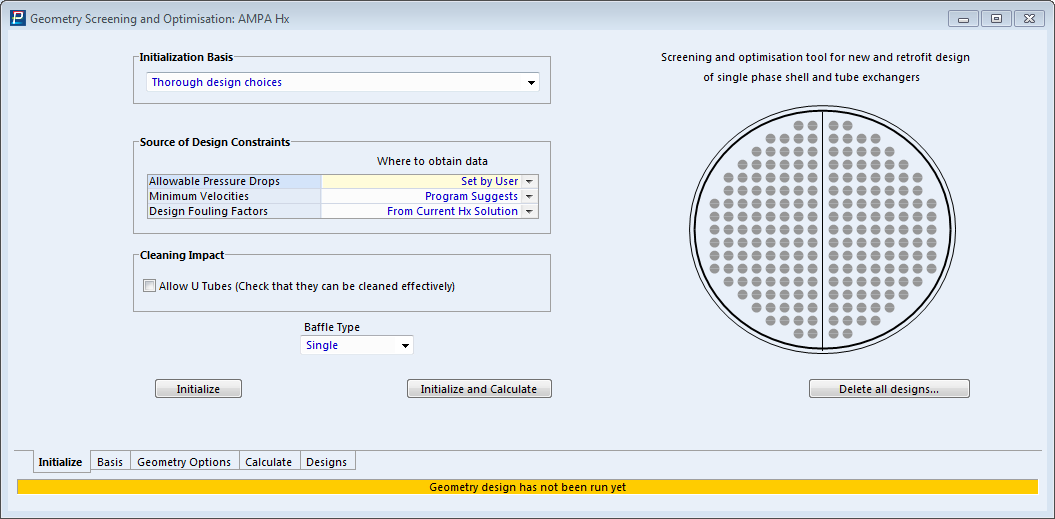 Geometry Screening and Optimisation: AMPA Hx
Initialization Basis
Thorough design choices
Screening and optimisation tool for new and retrofit design
of single phase shell and tube exchangers
Source of Design Constraints
Where to obtain data
Allowable Pressure Drops Set by User
Minimum Velocities Program Suggests
Design Fouling Factors From Current Hx Solution
Cleaning Impact
Allow U Tubes (Check that they can be cleaned effectively)
Baffle Type
Single
Initialize Initialize and Calculate Delete all designs...
Initialize Basis Geometry Options Calculate Designs
Geometry design has not been run yet